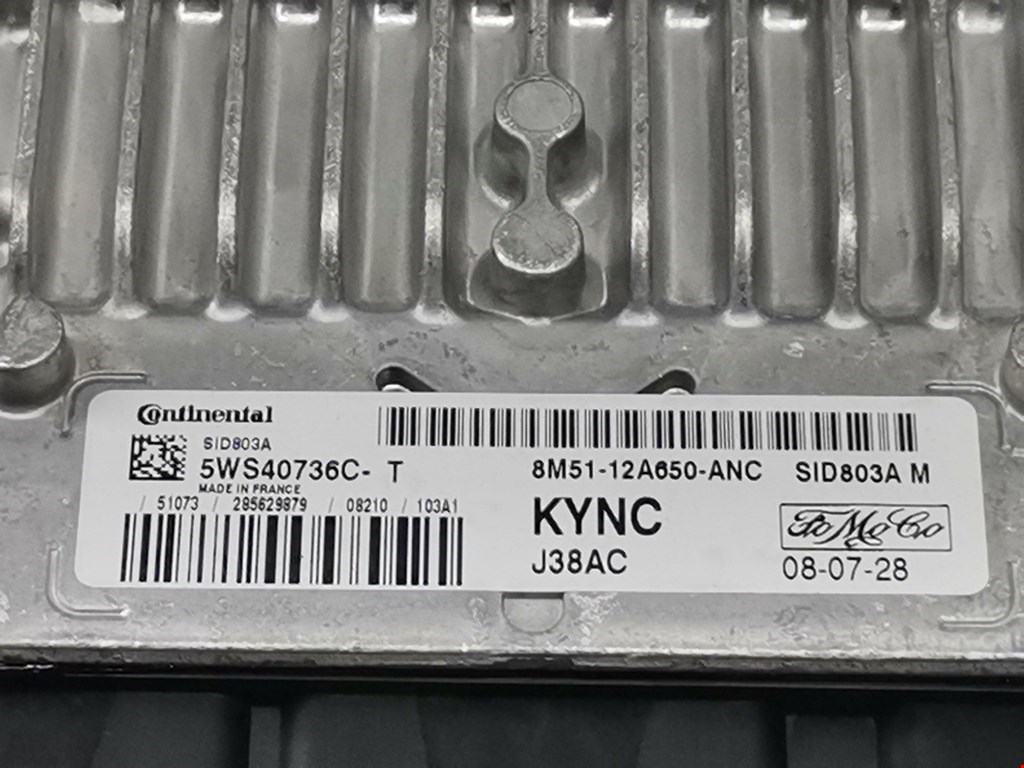 Continental
SID803A
5WS40736C- T
MADE IN FRANCE
/ 51073 / 285629879 / 08210 / 103A1
8M51-12A650-ANC SID803A M
KYNC
FoMoCo
J38AC
08-07-28